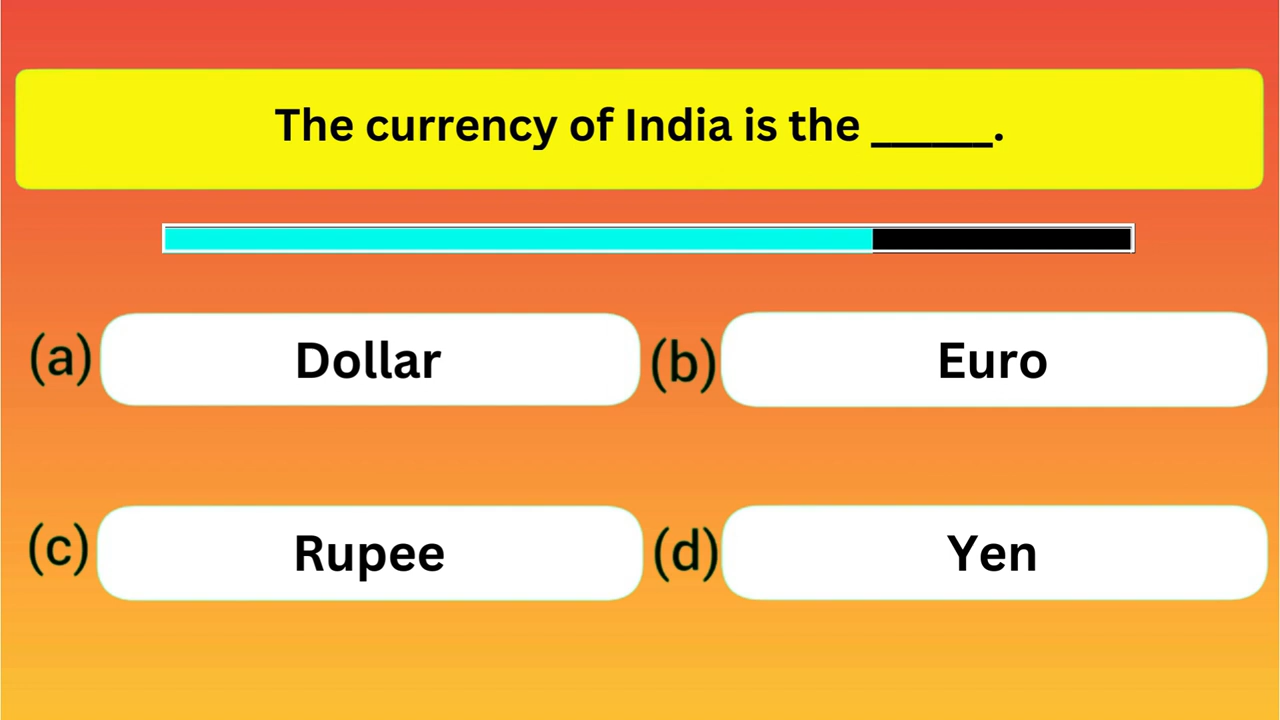 The currency of India is the ______.
(a) Dollar
(b) Euro
(c) Rupee
(d) Yen